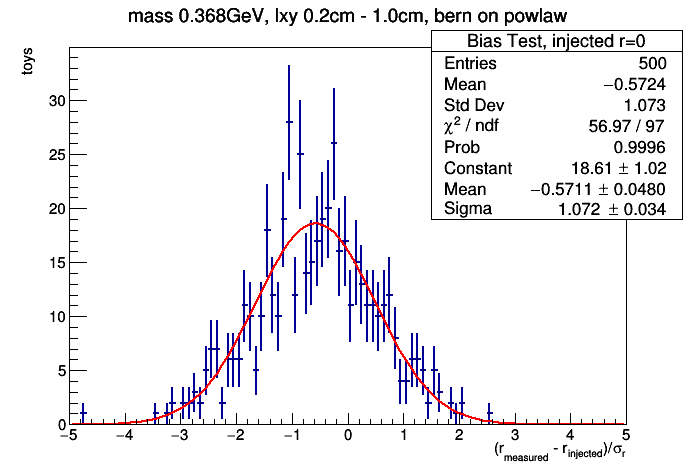 mass 0.368GeV, lxy 0.2cm - 1.0cm, bern on powlaw
Bias Test, injected r=0
Entries 500
Mean −0.5724
Std Dev 1.073
χ² / ndf 56.97 / 97
Prob 0.9996
Constant 18.61 ± 1.02
Mean −0.5711 ± 0.0480
Sigma 1.072 ± 0.034
toys
30
25
20
15
10
5
0
−5 −4 −3 −2 −1 0 1 2 3 4 5
(r_measured - r_injected)/σ_r